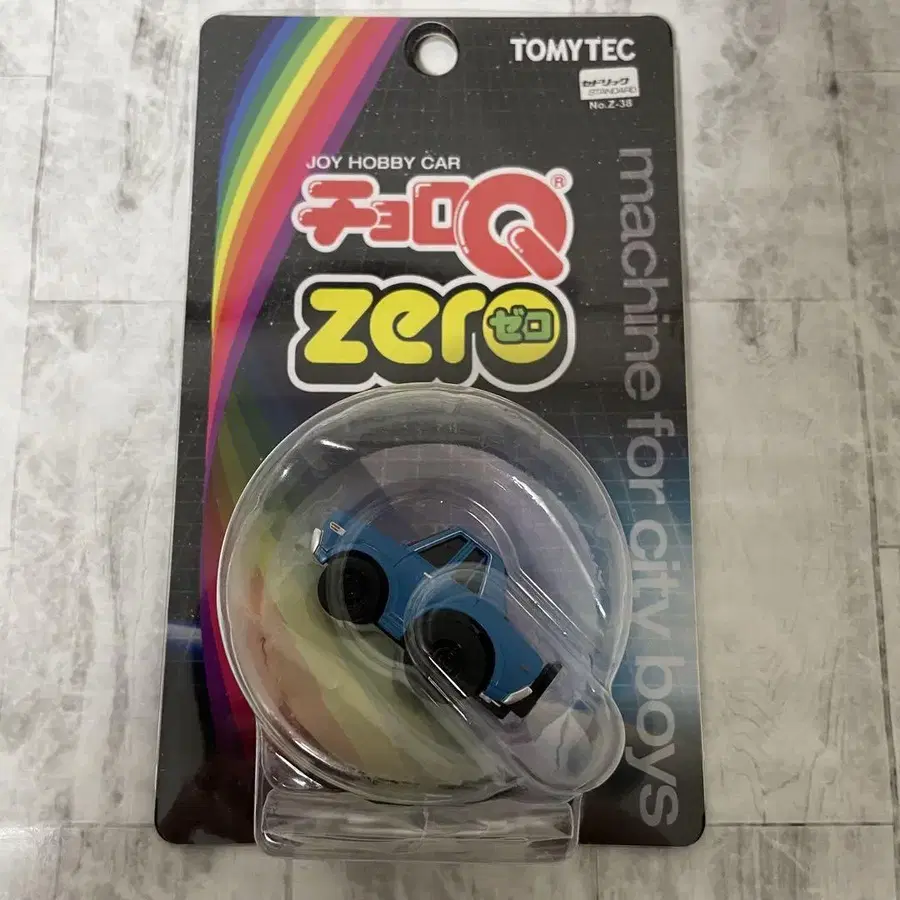 TOMYTEC
セドリック
STANDARD
No.Z-38
JOY HOBBY CAR
チョロQ®
zero
ゼロ
machine for city boys